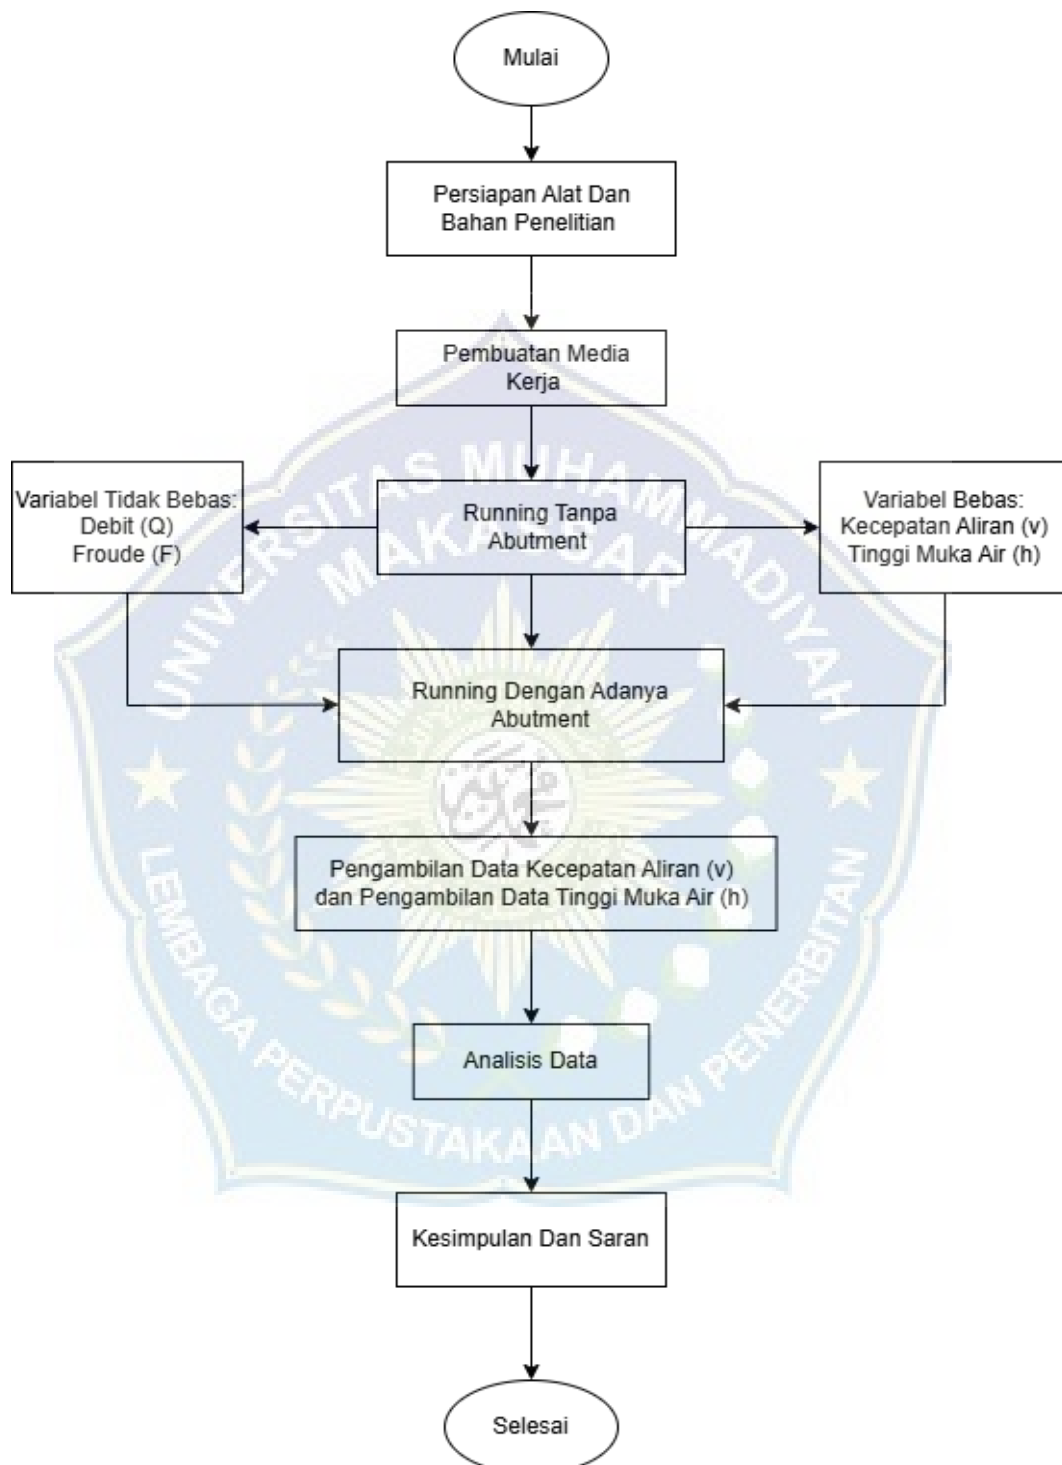 Mulai
Persiapan Alat Dan
Bahan Penelitian
Pembuatan Media
Kerja
Variabel Tidak Bebas:
Debit (Q)
Froude (F)
Running Tanpa
Abutment
Variabel Bebas:
Kecepatan Aliran (v)
Tinggi Muka Air (h)
Running Dengan Adanya
Abutment
Pengambilan Data Kecepatan Aliran (v)
dan Pengambilan Data Tinggi Muka Air (h)
Analisis Data
Kesimpulan Dan Saran
Selesai
UNIVERSITAS MUHAMMADIYAH
MAKASSAR
LEMBAGA PERPUSTAKAAN DAN PENERBITAN